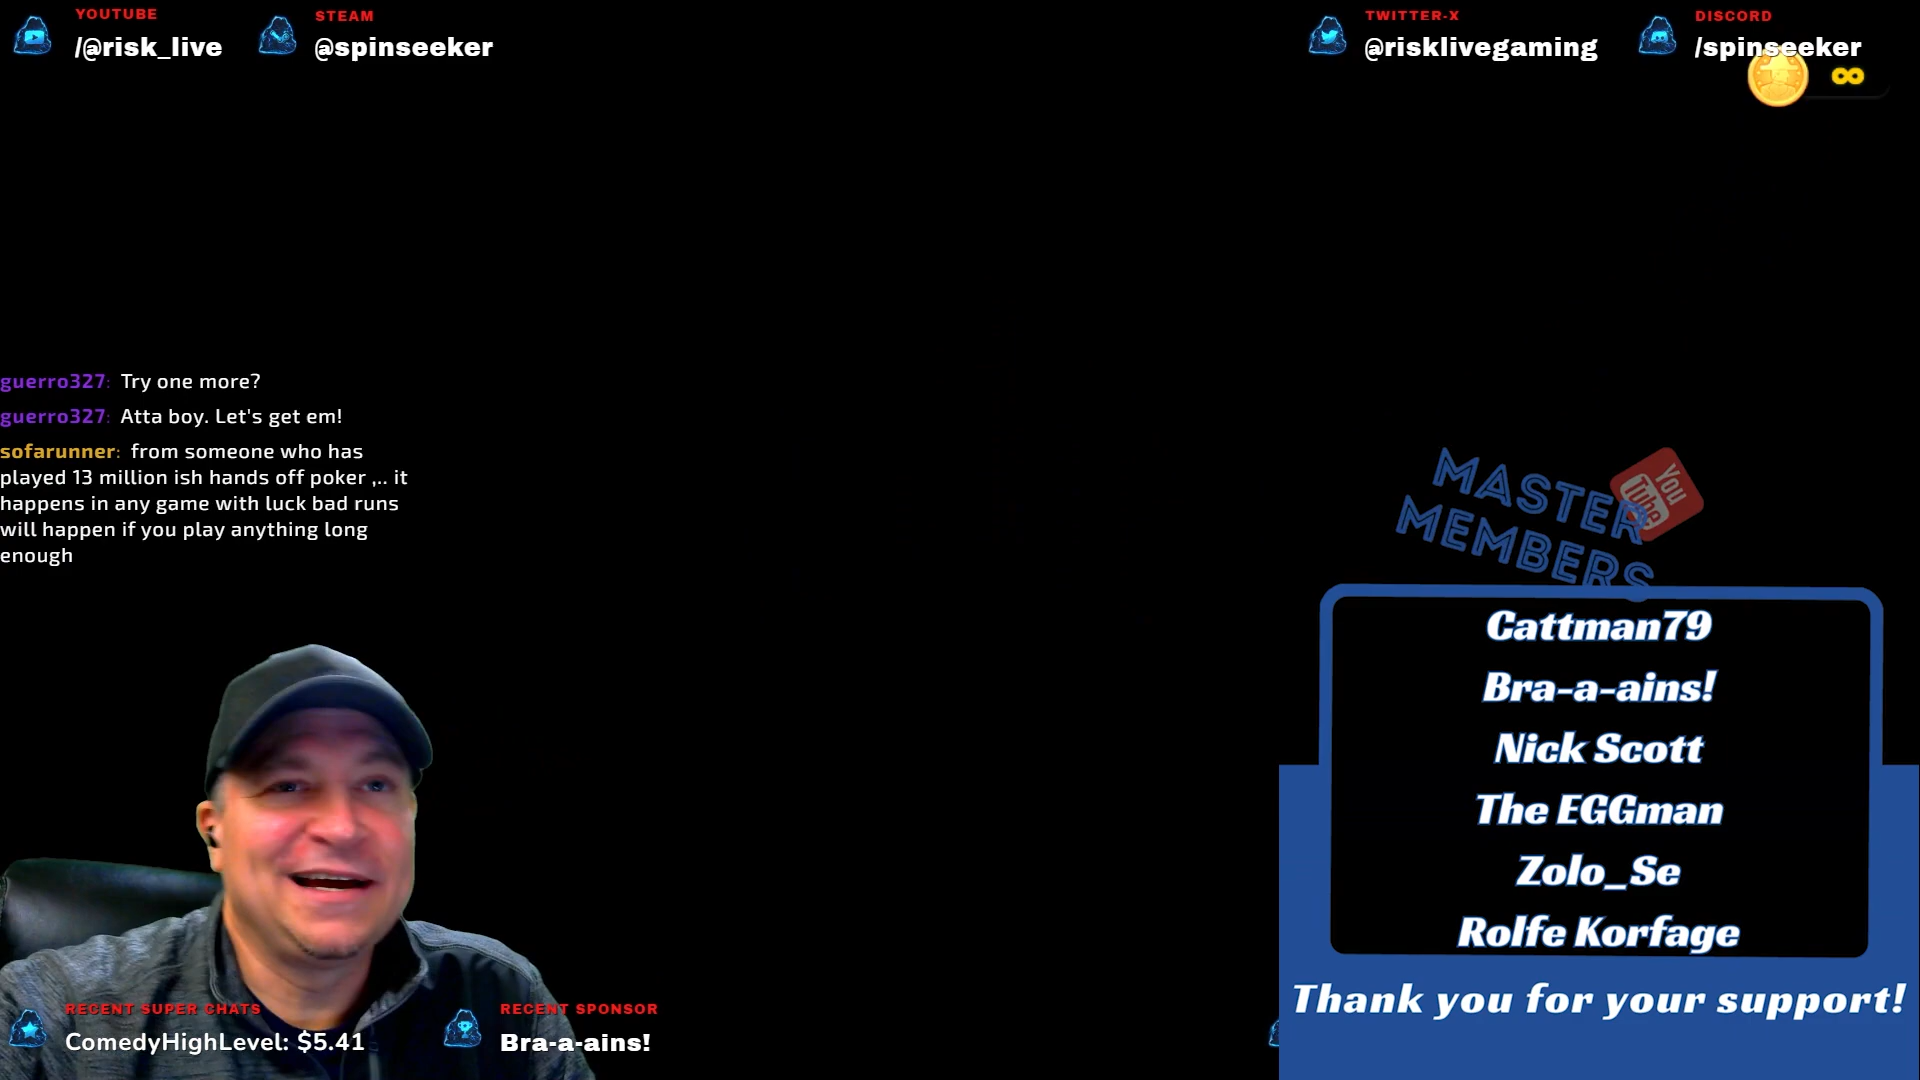 YOUTUBE
/@risk_live
STEAM
@spinseeker
TWITTER-X
@risklivegaming
DISCORD
/spinseeker
∞
guerro327: Try one more?
guerro327: Atta boy. Let's get em!
sofarunner: from someone who has
played 13 million ish hands off poker ,.. it
happens in any game with luck bad runs
will happen if you play anything long
enough
MASTER
MEMBERS
You
Tube
Cattman79
Bra-a-ains!
Nick Scott
The EGGman
Zolo_Se
Rolfe Korfage
Thank you for your support!
RECENT SUPER CHATS
ComedyHighLevel: $5.41
RECENT SPONSOR
Bra-a-ains!